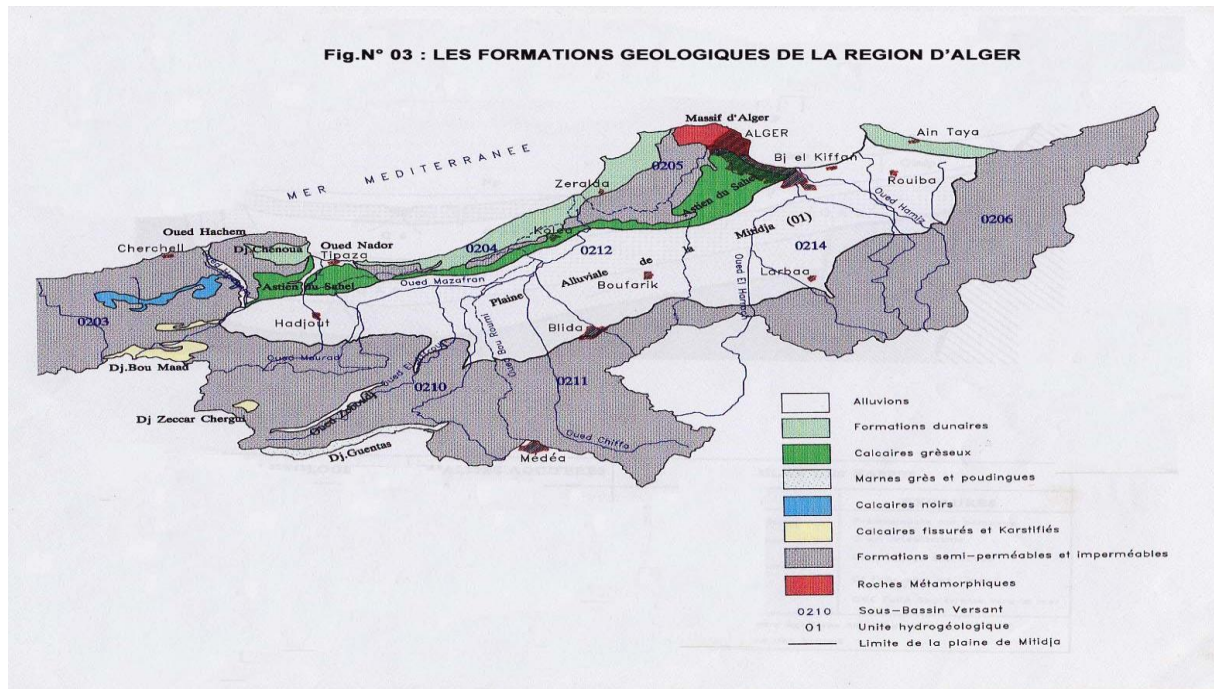 Fig.N° 03 : LES FORMATIONS GEOLOGIQUES DE LA REGION D'ALGER
Massif d'Alger
ALGER
Ain Taya
Bj el Kiffan
MER MEDITERRANEE
0205
Zeralda
Rouiba
Oued Hamiz
Astien du Sahel
0206
Oued Hachem
Cherchell
Dj.Chenoua
Oued Nador
Tipaza
0204
Koléa
0212
Mitidja (01)
0214
la
Alluviale de
Plaine
Astien du Sahel
Oued Mazafran
Boufarik
Larbaa
Oued El Harrach
0203
Hadjout
Blida
Oued Bou Roumi
Oued Meurad
Dj.Bou Maad
0210
0211
Dj Zeccar Chergui
Oued Zeboudj
Dj.Guentas
Médéa
Oued Chiffa
Alluvions
Formations dunaires
Calcaires grèseux
Marnes grès et poudingues
Calcaires noirs
Calcaires fissurés et Karstifiés
Formations semi-perméables et imperméables
Roches Métamorphiques
0210 Sous-Bassin Versant
01 Unite hydrogéologique
Limite de la plaine de Mitidja